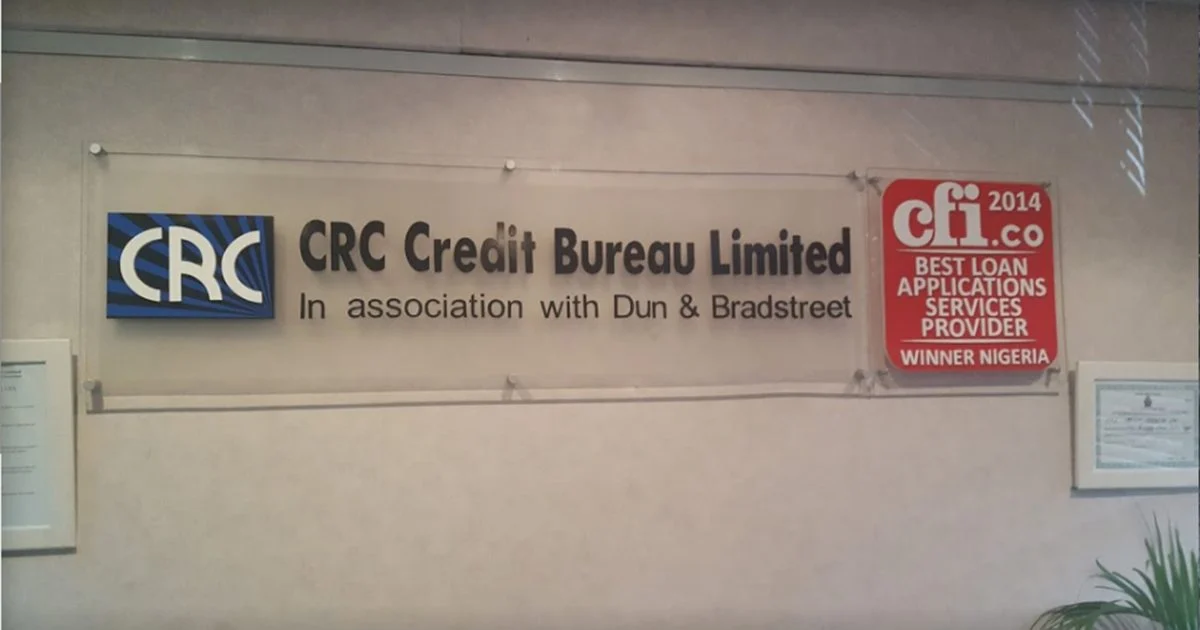 CRC
CRC Credit Bureau Limited
In association with Dun & Bradstreet
cfi.co 2014
BEST LOAN
APPLICATIONS
SERVICES
PROVIDER
WINNER NIGERIA